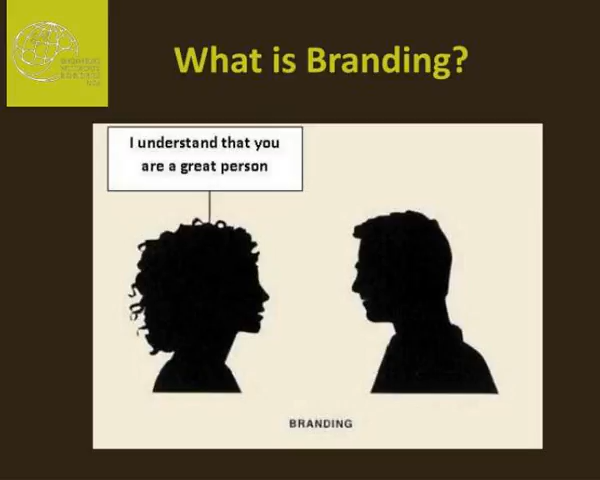 What is Branding?
I understand that you
are a great person
BRANDING